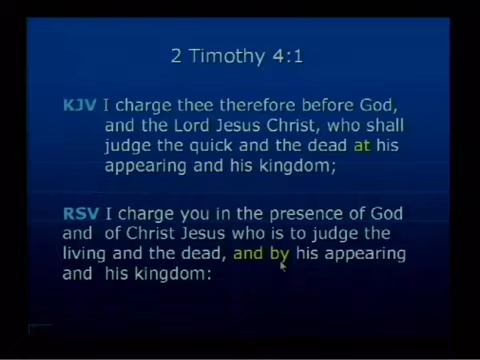 2 Timothy 4:1
KJV I charge thee therefore before God,
and the Lord Jesus Christ, who shall
judge the quick and the dead at his
appearing and his kingdom;
RSV I charge you in the presence of God
and of Christ Jesus who is to judge the
living and the dead, and by his appearing
and his kingdom: